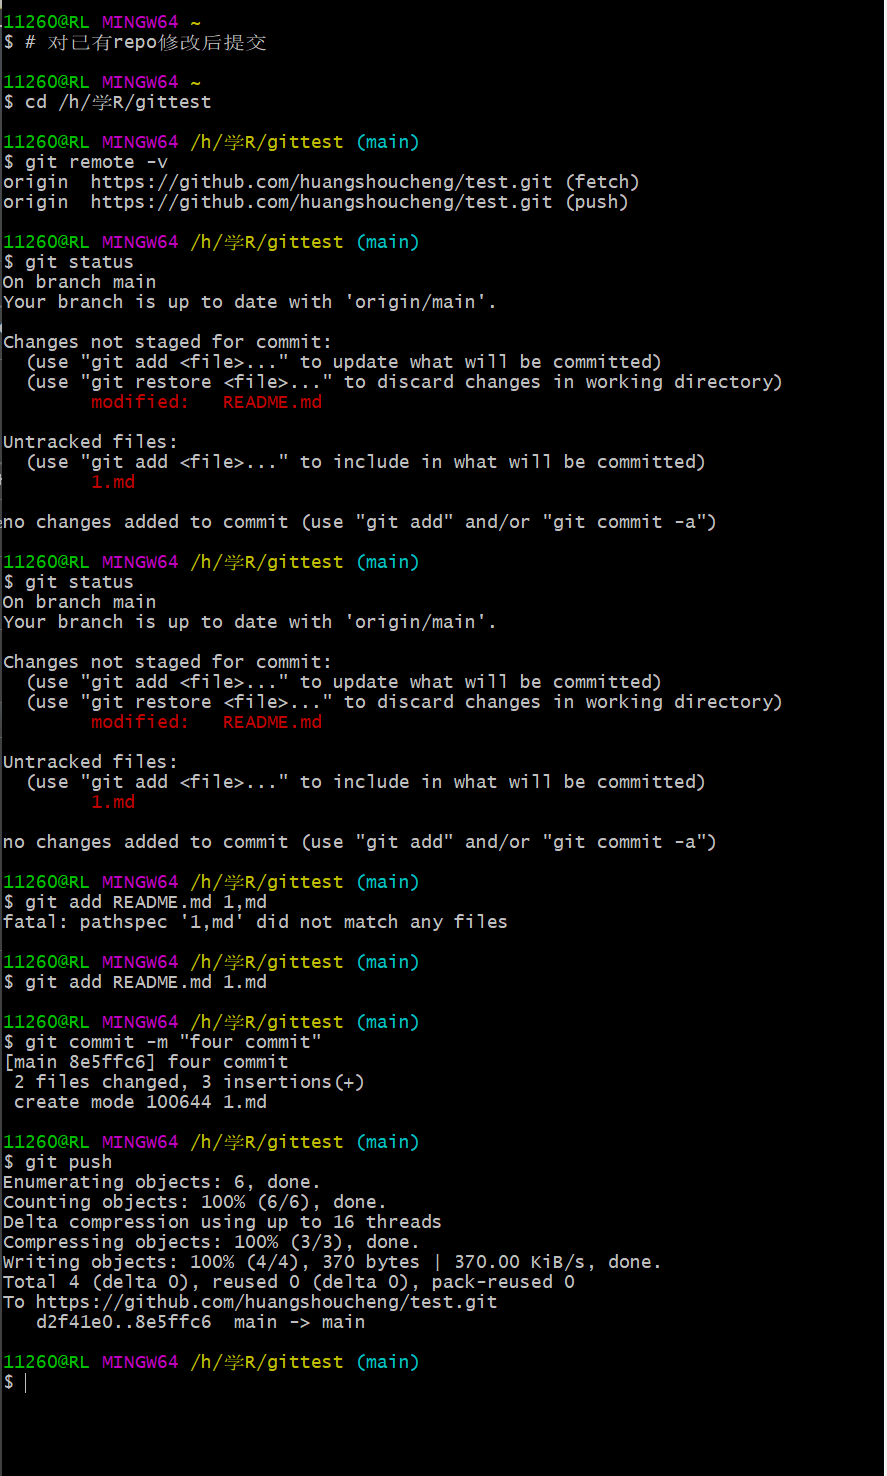 11260@RL MINGW64 ~
$ # 对已有repo修改后提交
11260@RL MINGW64 ~
$ cd /h/学R/gittest
11260@RL MINGW64 /h/学R/gittest (main)
$ git remote -v
origin  https://github.com/huangshoucheng/test.git (fetch)
origin  https://github.com/huangshoucheng/test.git (push)
11260@RL MINGW64 /h/学R/gittest (main)
$ git status
On branch main
Your branch is up to date with 'origin/main'.
Changes not staged for commit:
  (use "git add <file>..." to update what will be committed)
  (use "git restore <file>..." to discard changes in working directory)
        modified:   README.md
Untracked files:
  (use "git add <file>..." to include in what will be committed)
        1.md
no changes added to commit (use "git add" and/or "git commit -a")
11260@RL MINGW64 /h/学R/gittest (main)
$ git status
On branch main
Your branch is up to date with 'origin/main'.
Changes not staged for commit:
  (use "git add <file>..." to update what will be committed)
  (use "git restore <file>..." to discard changes in working directory)
        modified:   README.md
Untracked files:
  (use "git add <file>..." to include in what will be committed)
        1.md
no changes added to commit (use "git add" and/or "git commit -a")
11260@RL MINGW64 /h/学R/gittest (main)
$ git add README.md 1,md
fatal: pathspec '1,md' did not match any files
11260@RL MINGW64 /h/学R/gittest (main)
$ git add README.md 1.md
11260@RL MINGW64 /h/学R/gittest (main)
$ git commit -m "four commit"
[main 8e5ffc6] four commit
 2 files changed, 3 insertions(+)
 create mode 100644 1.md
11260@RL MINGW64 /h/学R/gittest (main)
$ git push
Enumerating objects: 6, done.
Counting objects: 100% (6/6), done.
Delta compression using up to 16 threads
Compressing objects: 100% (3/3), done.
Writing objects: 100% (4/4), 370 bytes | 370.00 KiB/s, done.
Total 4 (delta 0), reused 0 (delta 0), pack-reused 0
To https://github.com/huangshoucheng/test.git
   d2f41e0..8e5ffc6  main -> main
11260@RL MINGW64 /h/学R/gittest (main)
$